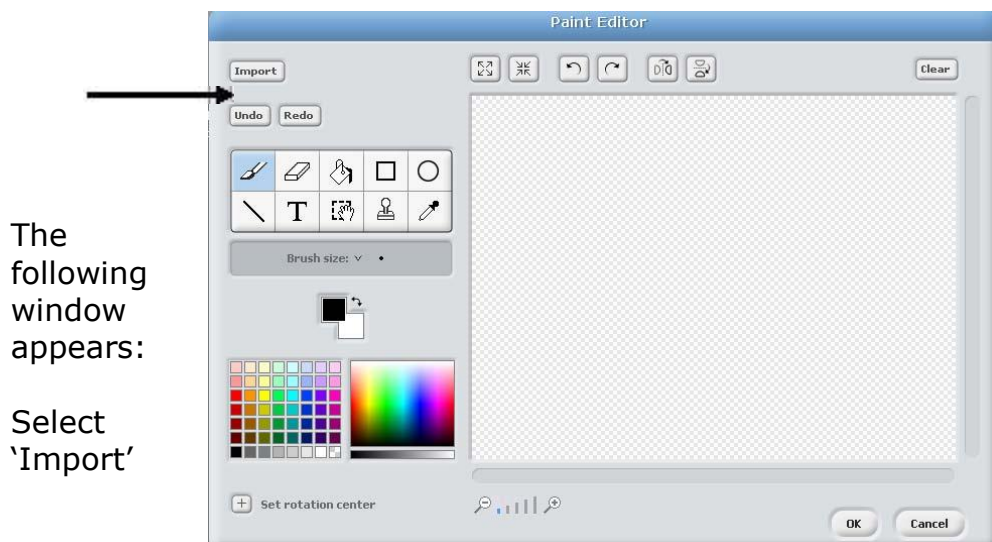 Paint Editor
Import
Clear
Undo Redo
T
Brush size:
The
following
window
appears:
Select
‘Import’
Set rotation center
OK Cancel